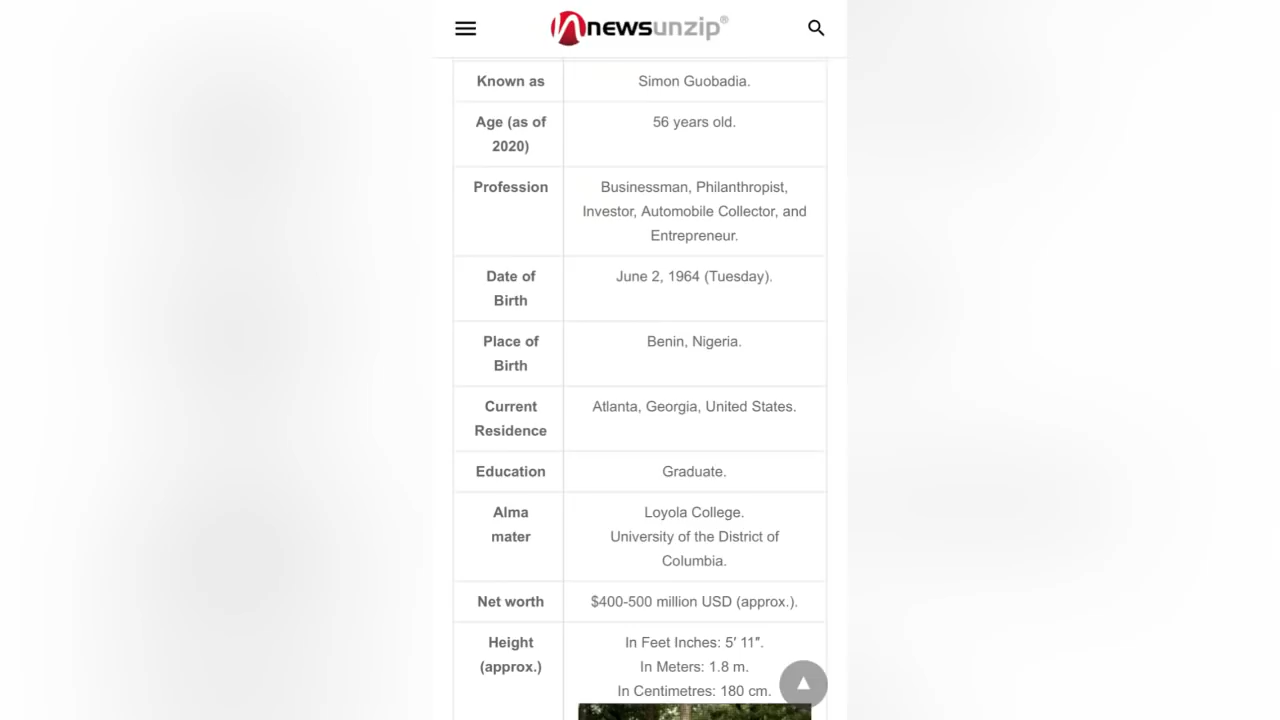 newsunzip®
Known as Simon Guobadia.
Age (as of 56 years old.
2020)
Profession Businessman, Philanthropist,
Investor, Automobile Collector, and
Entrepreneur.
Date of June 2, 1964 (Tuesday).
Birth
Place of Benin, Nigeria.
Birth
Current Atlanta, Georgia, United States.
Residence
Education Graduate.
Alma Loyola College.
mater University of the District of
Columbia.
Net worth $400-500 million USD (approx.).
Height In Feet Inches: 5′ 11″.
(approx.) In Meters: 1.8 m.
In Centimetres: 180 cm.